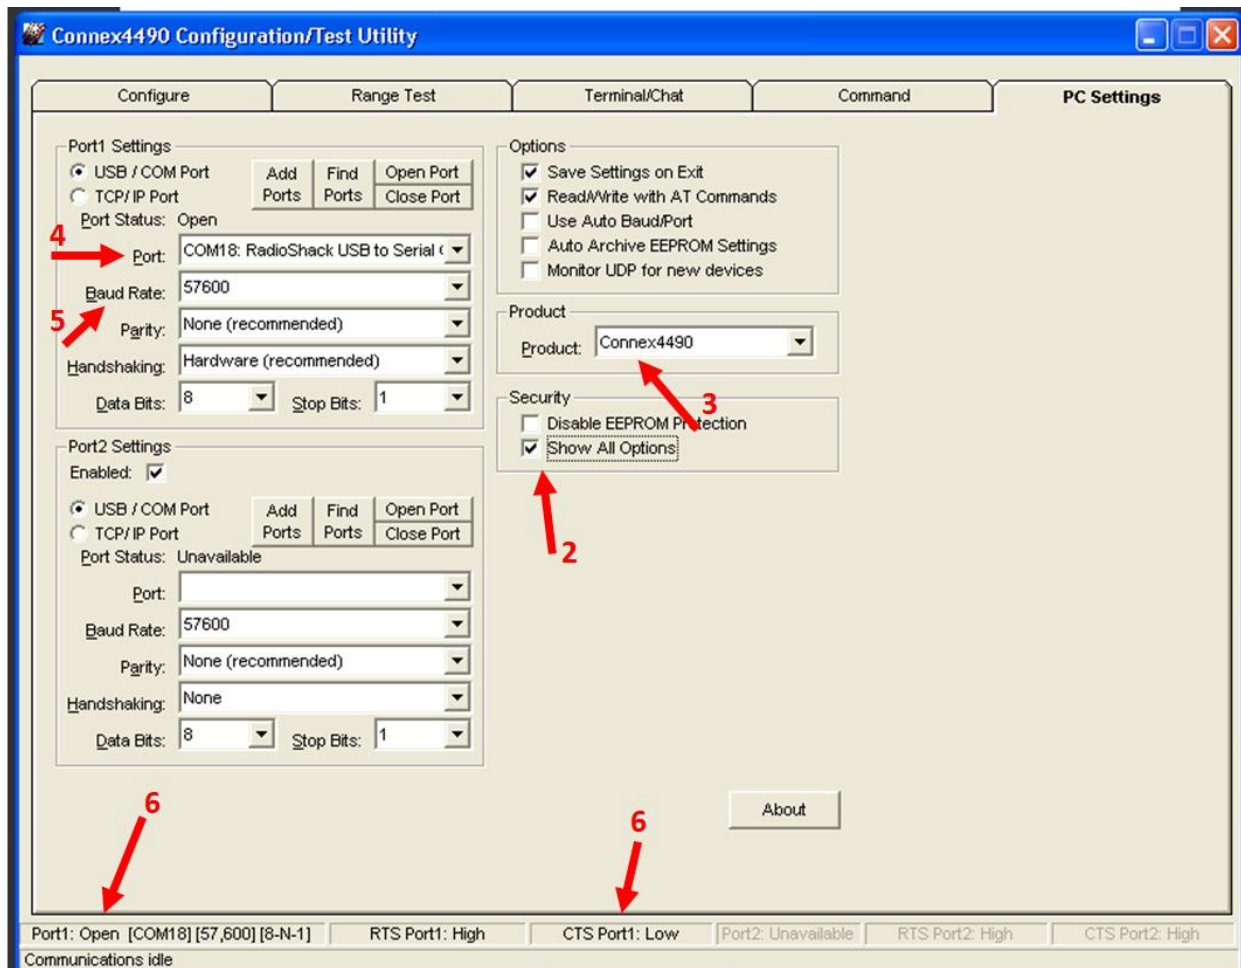 Connex4490 Configuration/Test Utility
Configure
Range Test
Terminal/Chat
Command
PC Settings
Port1 Settings
USB / COM Port
TCP/IP Port
Add Ports
Find Ports
Open Port
Close Port
Port Status: Open
4
Port: COM18: RadioShack USB to Serial
Baud Rate: 57600
5
Parity: None (recommended)
Handshaking: Hardware (recommended)
Data Bits: 8 Stop Bits: 1
Port2 Settings
Enabled:
USB / COM Port
TCP/IP Port
Add Ports
Find Ports
Open Port
Close Port
Port Status: Unavailable
Port:
Baud Rate: 57600
Parity: None (recommended)
Handshaking: None
Data Bits: 8 Stop Bits: 1
Options
Save Settings on Exit
Read/Write with AT Commands
Use Auto Baud/Port
Auto Archive EEPROM Settings
Monitor UDP for new devices
Product
Product: Connex4490
3
Security
Disable EEPROM Protection
Show All Options
2
About
6
6
Port1: Open [COM18] [57,600] [8-N-1] RTS Port1: High CTS Port1: Low Port2: Unavailable RTS Port2: High CTS Port2: High
Communications idle